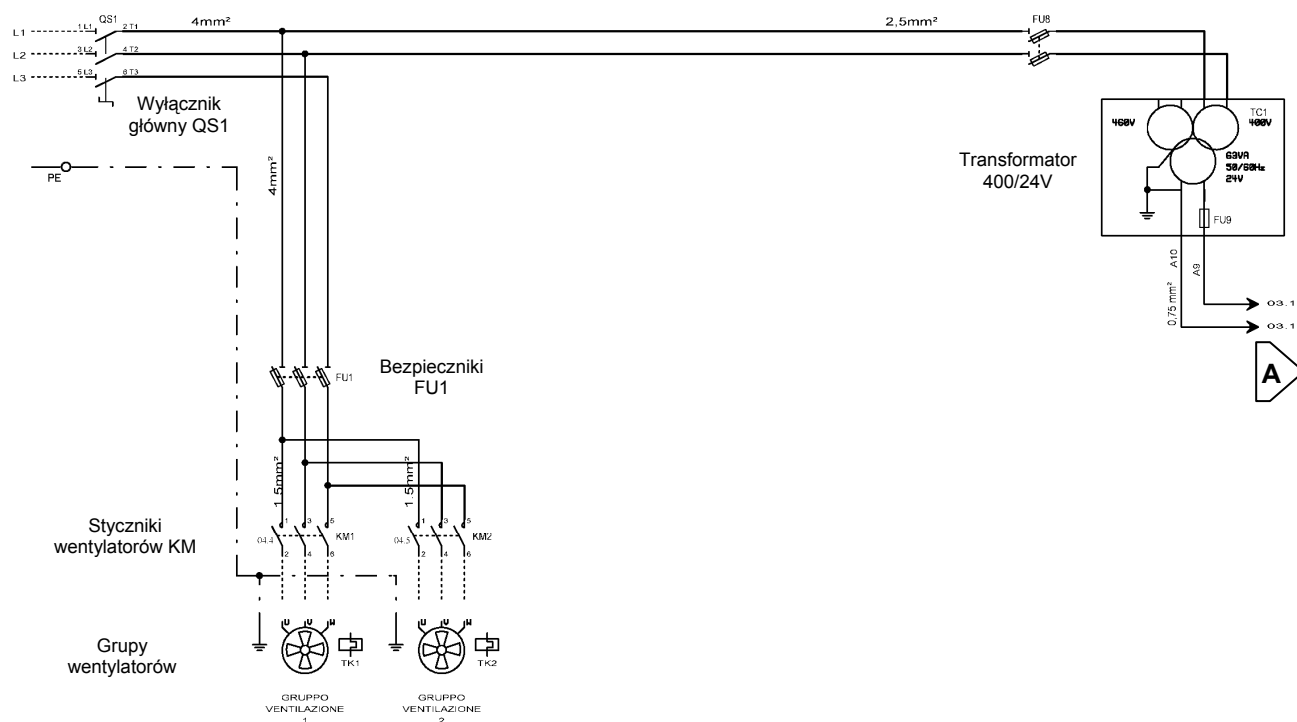 QS1
4mm²
2,5mm²
FU8
L1
1 L1
2 T1
L2
3 L2
4 T2
L3
5 L3
6 T3
Wyłącznik
główny QS1
PE
4mm²
Transformator
400/24V
460V
TC1
400V
63VA
50/60Hz
24V
FU9
A10
A9
0,75 mm²
03.1
03.1
A
FU1
Bezpieczniki
FU1
1.5mm²
1.5mm²
Styczniki
wentylatorów KM
04.4
1
3
5
KM1
2
4
6
04.5
1
3
5
KM2
2
4
6
Grupy
wentylatorów
U V W
TK1
U V W
TK2
GRUPPO
VENTILAZIONE
1
GRUPPO
VENTILAZIONE
2